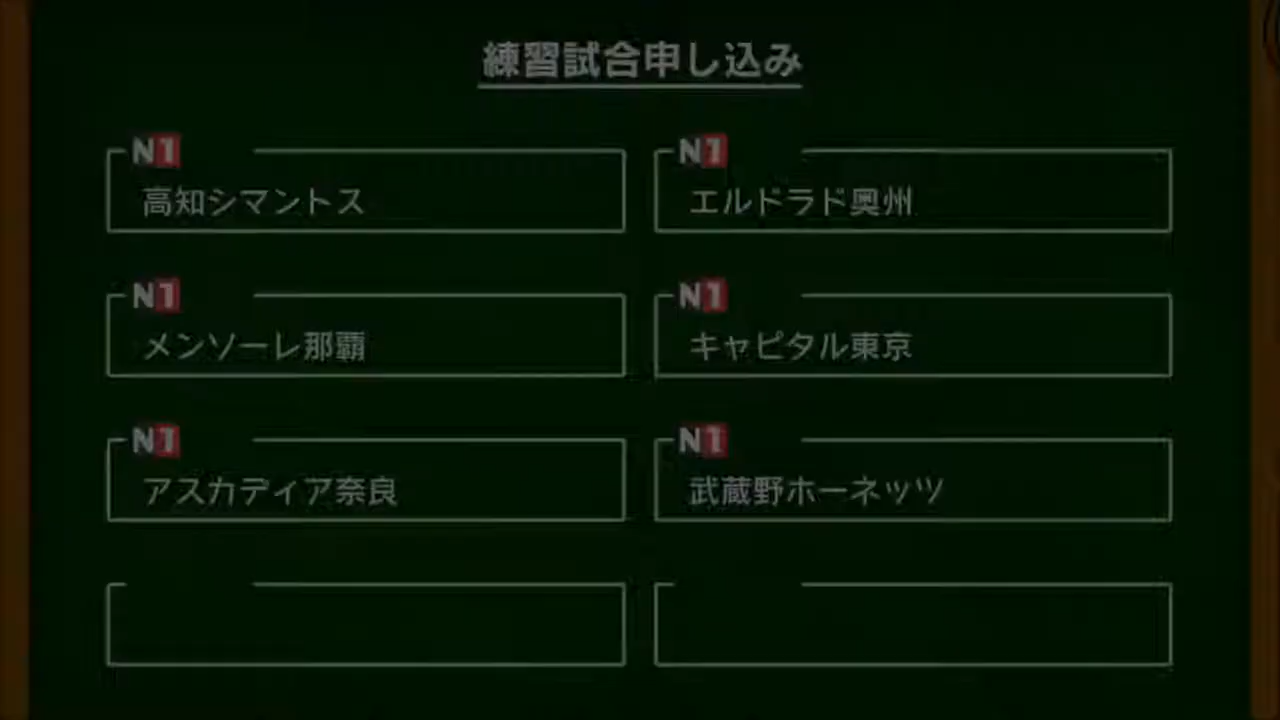 練習試合申し込み
N1
高知シマントス
N1
エルドラド奥州
N1
メンソーレ那覇
N1
キャピタル東京
N1
アスカディア奈良
N1
武蔵野ホーネッツ